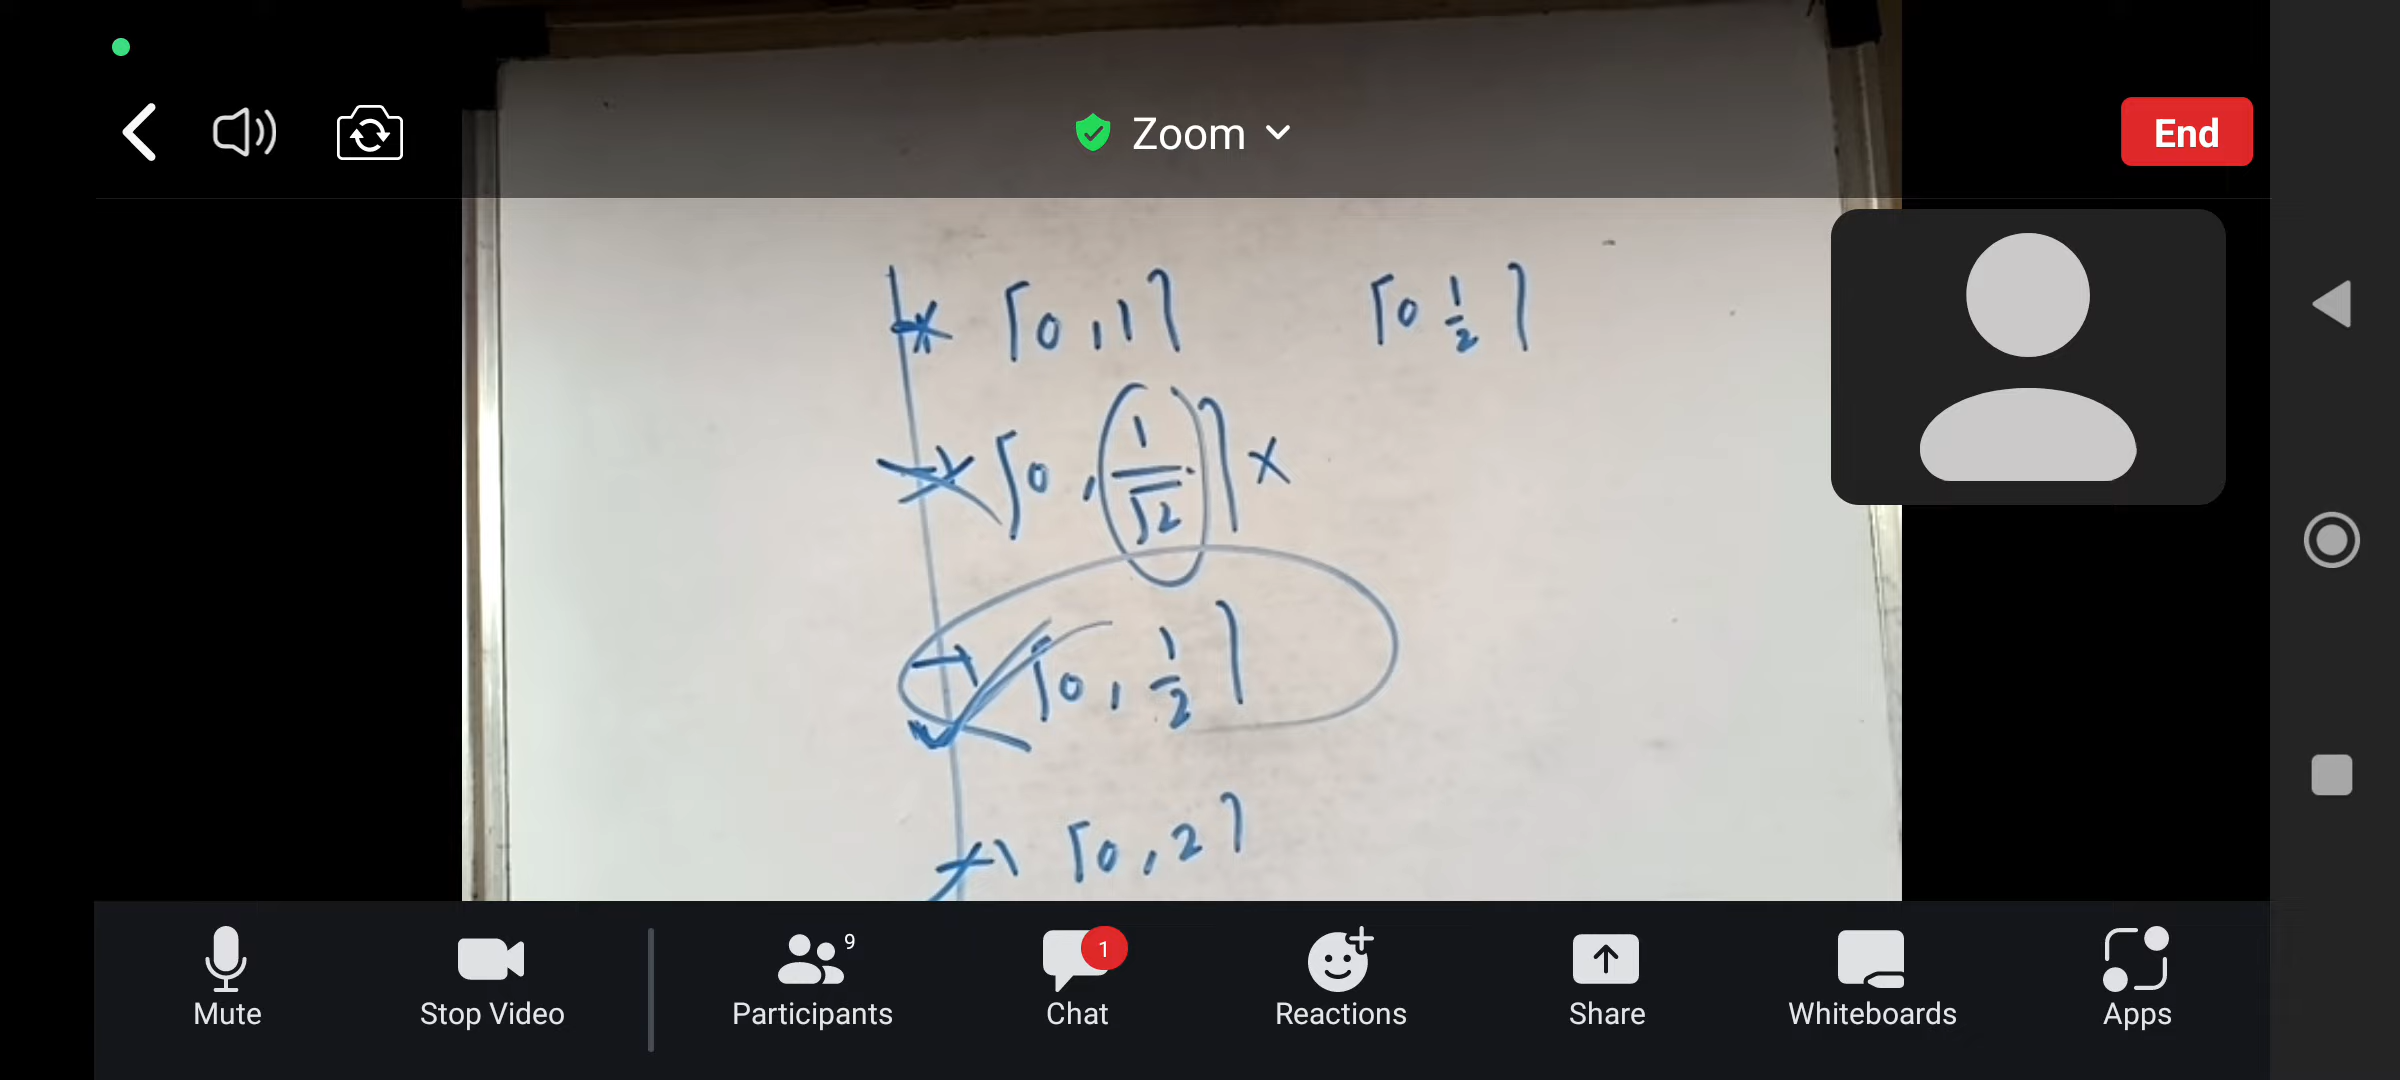 Zoom
End
[0, 1] [0 1/2]
[0, 1/√2] x
[0, 1/2]
[0, 2]
9
1
Mute Stop Video Participants Chat Reactions Share Whiteboards Apps